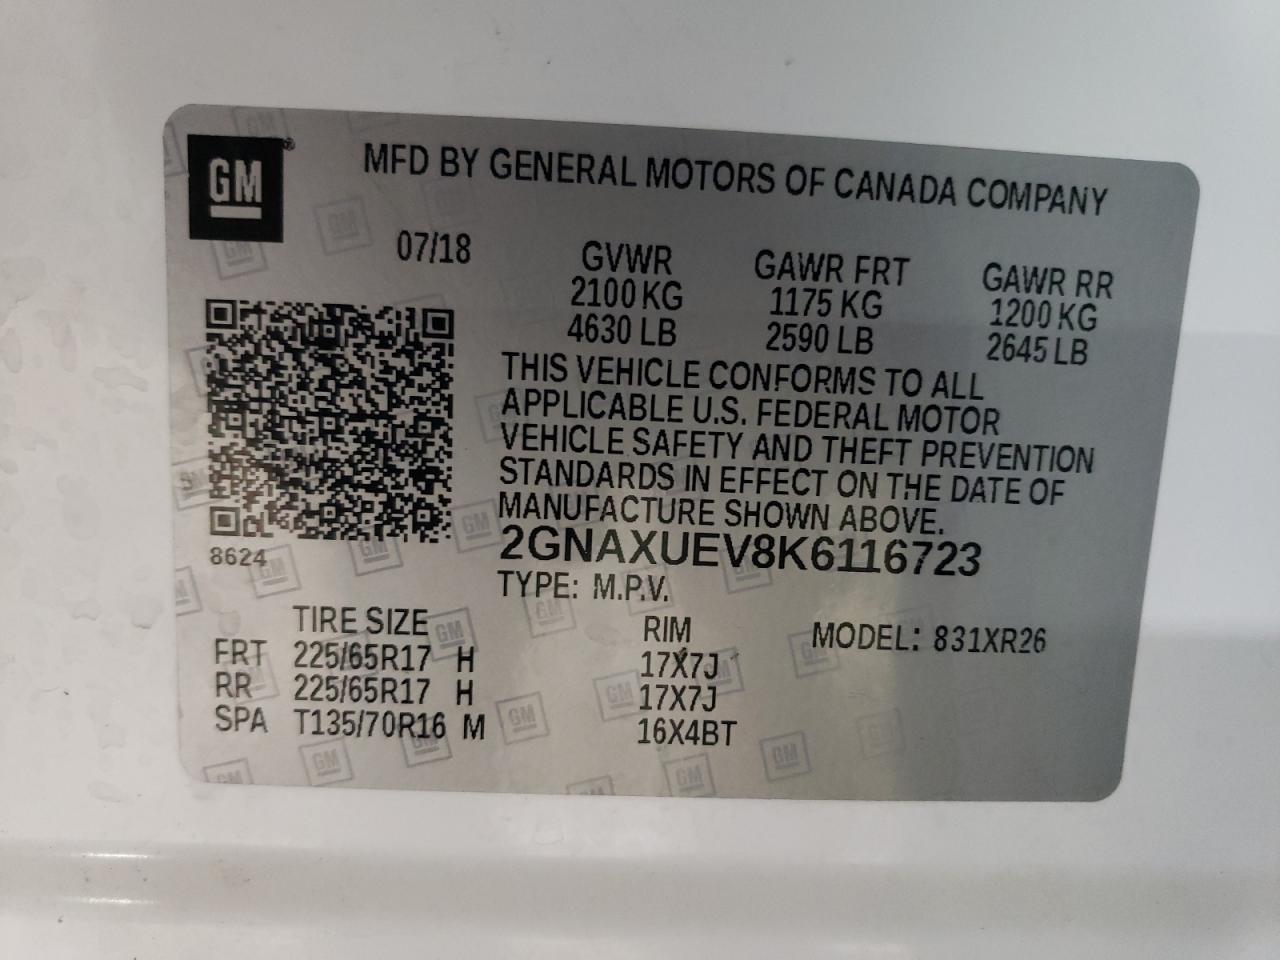 GM®
MFD BY GENERAL MOTORS OF CANADA COMPANY
07/18
GVWR
2100 KG
4630 LB
GAWR FRT
1175 KG
2590 LB
GAWR RR
1200 KG
2645 LB
THIS VEHICLE CONFORMS TO ALL
APPLICABLE U.S. FEDERAL MOTOR
VEHICLE SAFETY AND THEFT PREVENTION
STANDARDS IN EFFECT ON THE DATE OF
MANUFACTURE SHOWN ABOVE.
2GNAXUEV8K6116723
8624
TYPE: M.P.V.
TIRE SIZE RIM MODEL: 831XR26
FRT 225/65R17 H 17X7J
RR 225/65R17 H 17X7J
SPA T135/70R16 M 16X4BT